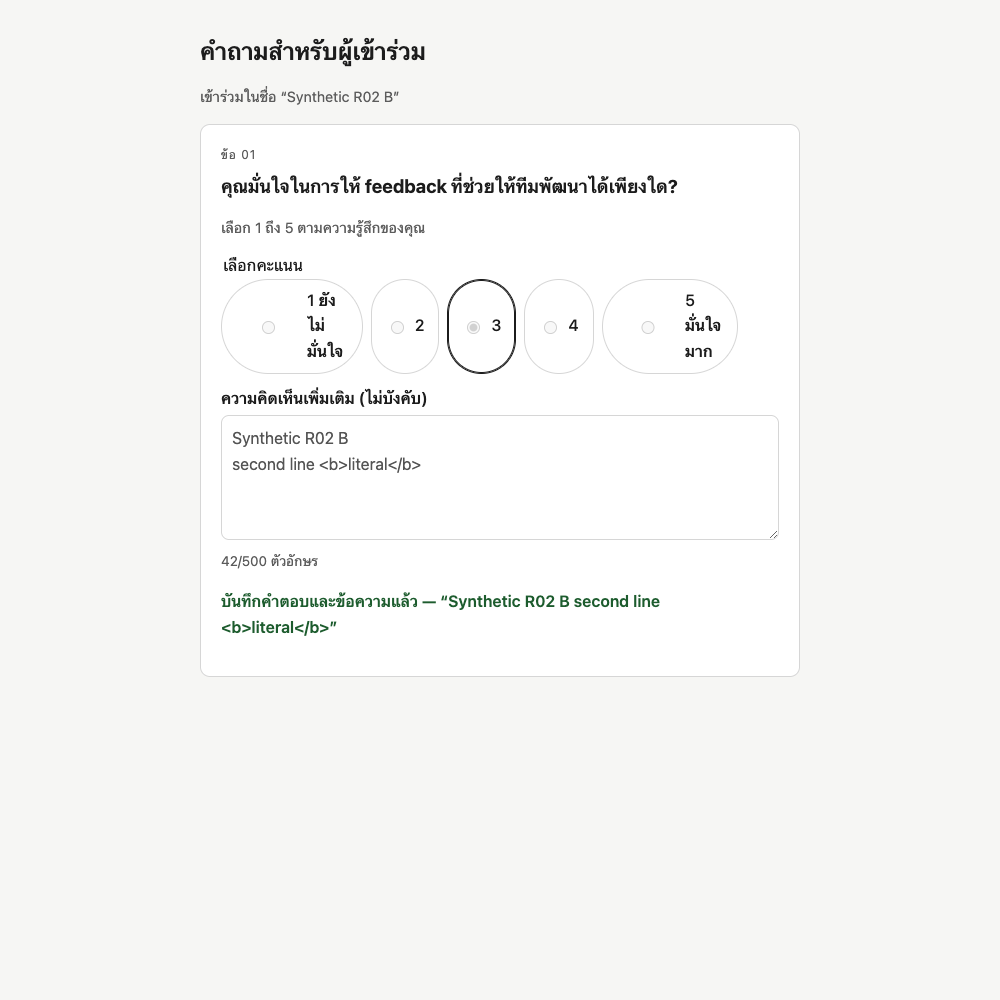 คำถามสำหรับผู้เข้าร่วม
เข้าร่วมในชื่อ “Synthetic R02 B”
ข้อ 01
คุณมั่นใจในการให้ feedback ที่ช่วยให้ทีมพัฒนาได้เพียงใด?
เลือก 1 ถึง 5 ตามความรู้สึกของคุณ
เลือกคะแนน
1 ยัง
ไม่
มั่นใจ
2
3
4
5
มั่นใจ
มาก
ความคิดเห็นเพิ่มเติม (ไม่บังคับ)
Synthetic R02 B
second line <b>literal</b>
42/500 ตัวอักษร
บันทึกคำตอบและข้อความแล้ว — “Synthetic R02 B second line
<b>literal</b>”